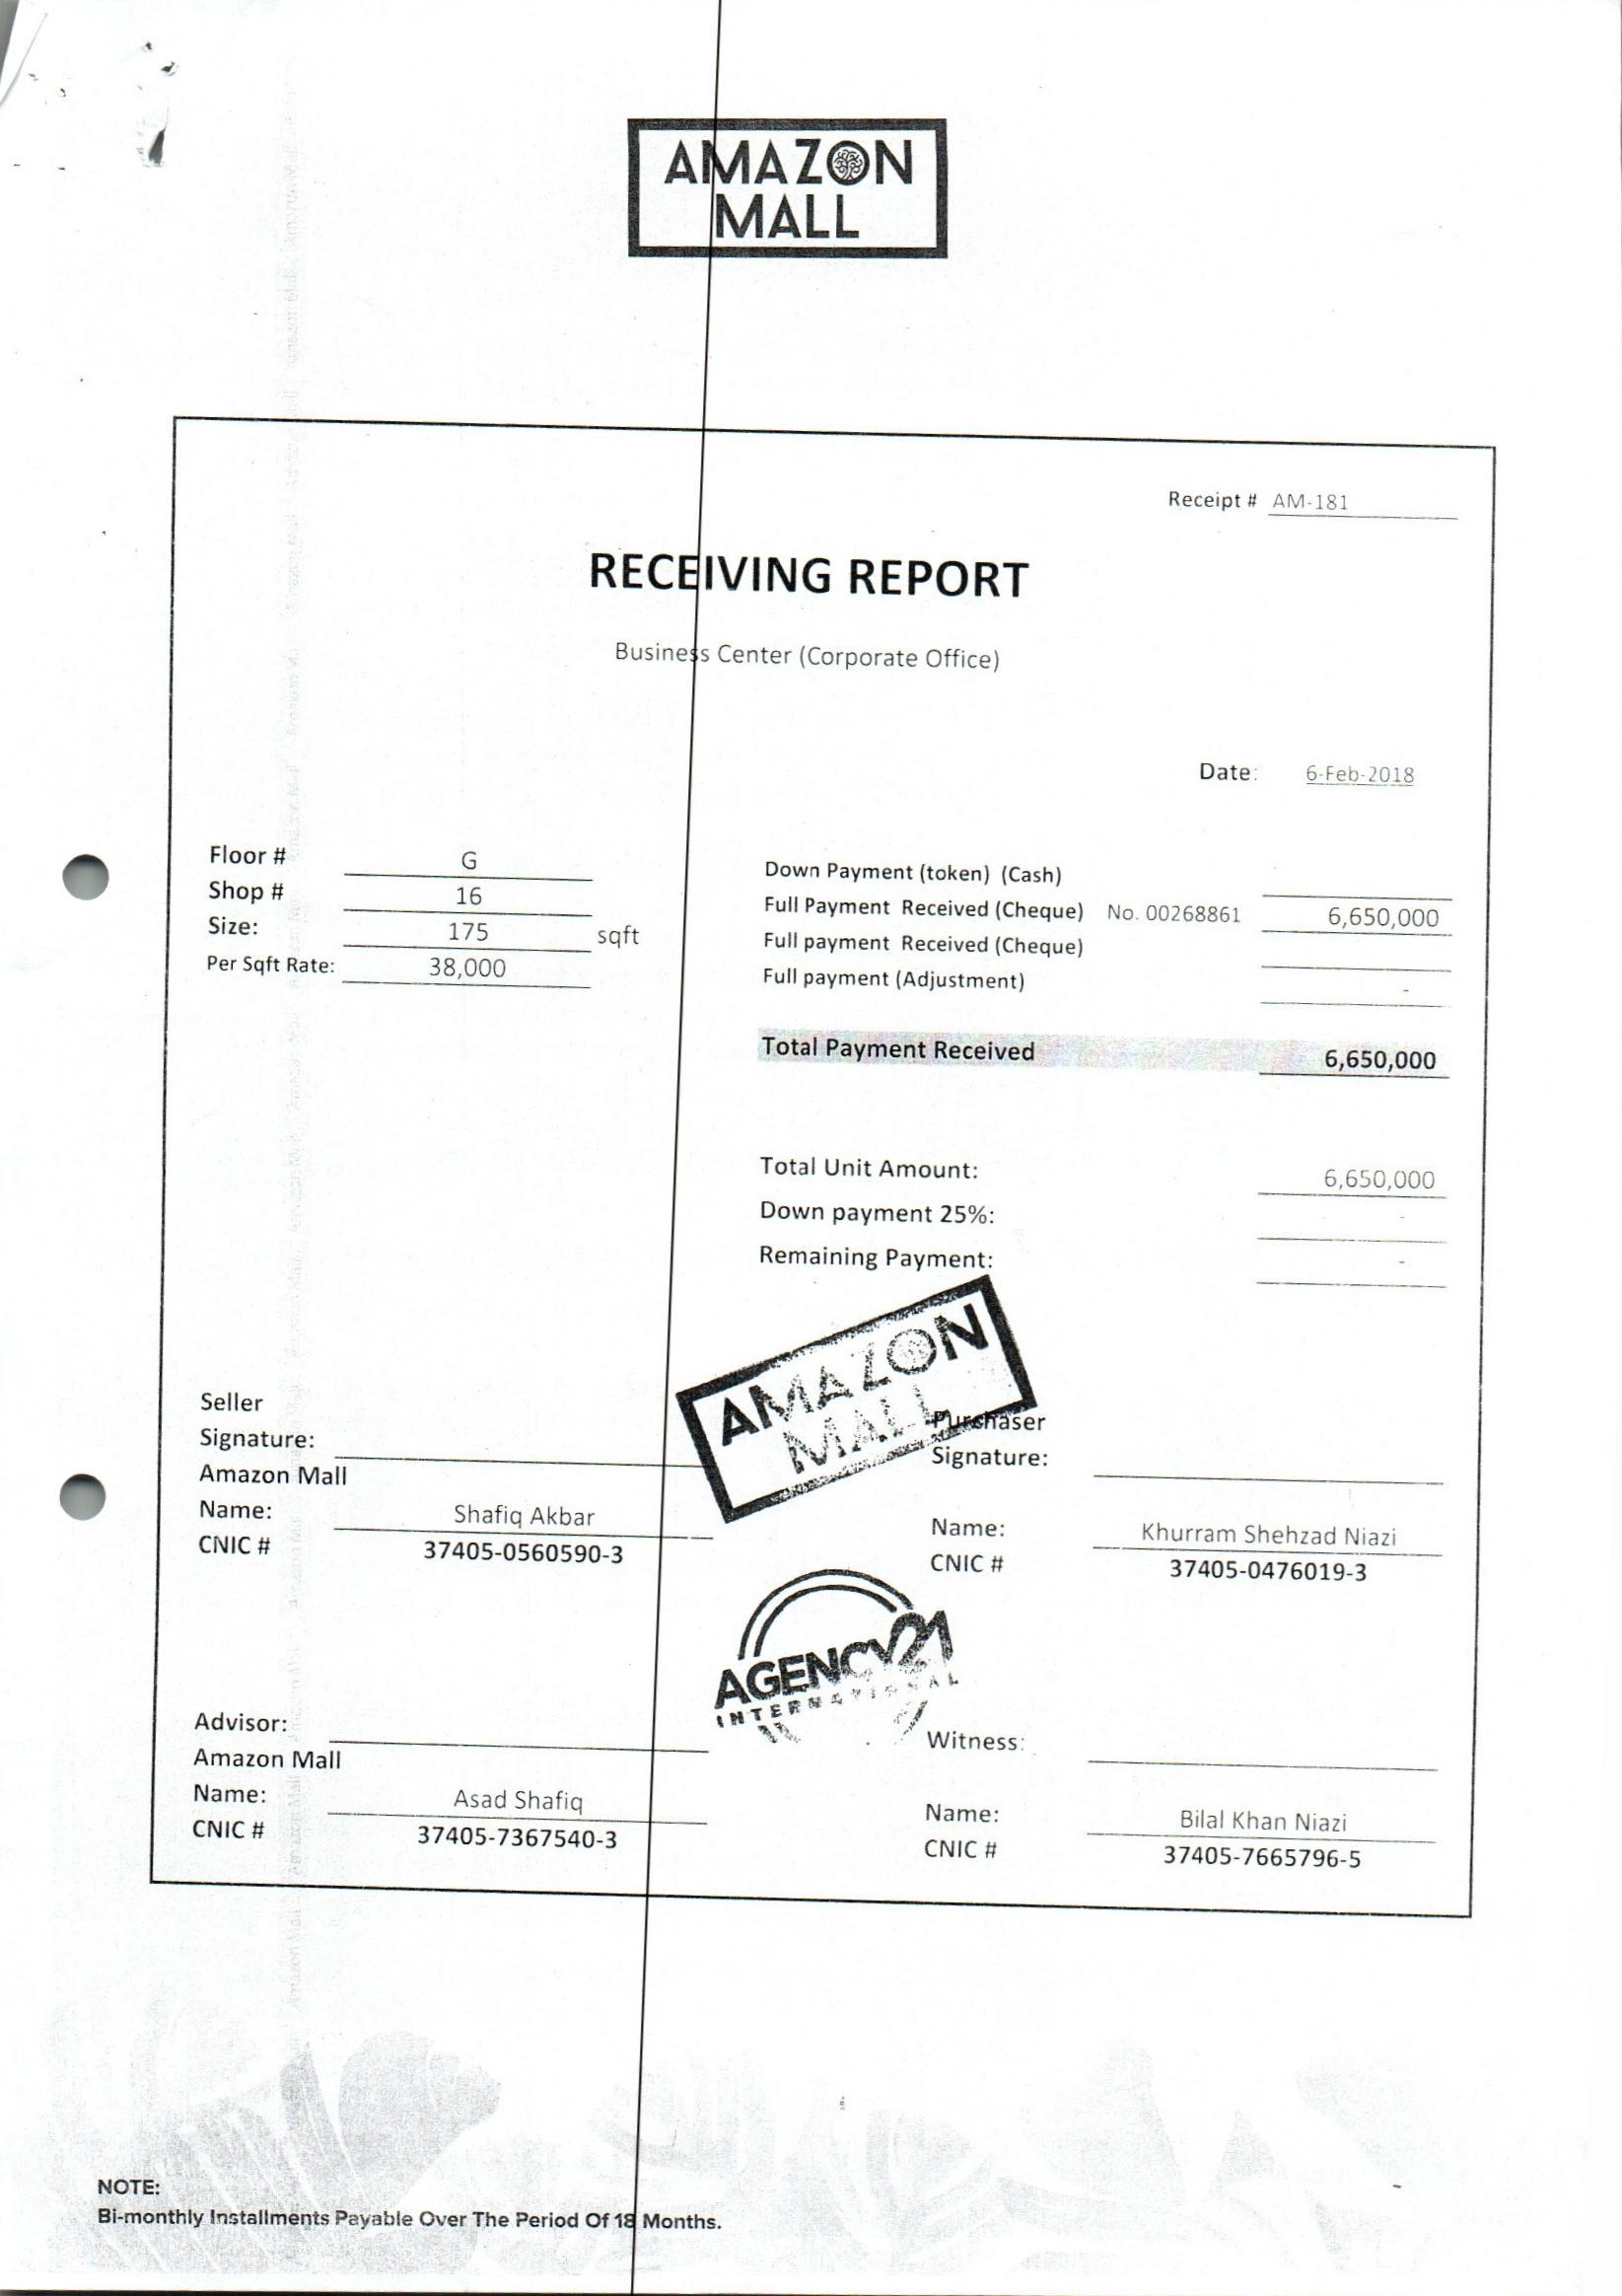 AMAZON
MALL
Receipt # AM-181
RECEIVING REPORT
Business Center (Corporate Office)
Date: 6-Feb-2018
Floor # G
Shop # 16
Size: 175 sqft
Per Sqft Rate: 38,000
Down Payment (token) (Cash)
Full Payment Received (Cheque) No. 00268861 6,650,000
Full payment Received (Cheque)
Full payment (Adjustment) -
Total Payment Received 6,650,000
Total Unit Amount: 6,650,000
Down payment 25%: -
Remaining Payment: -
AMAZON
MALL
Seller
Signature:
Amazon Mall
Name: Shafiq Akbar
CNIC # 37405-0560590-3
Purchaser
Signature:
Name: Khurram Shehzad Niazi
CNIC # 37405-0476019-3
AGENCY21
INTERNATIONAL
Advisor:
Amazon Mall
Name: Asad Shafiq
CNIC # 37405-7367540-3
Witness:
Name: Bilal Khan Niazi
CNIC # 37405-7665796-5
NOTE:
Bi-monthly Installments Payable Over The Period Of 18 Months.